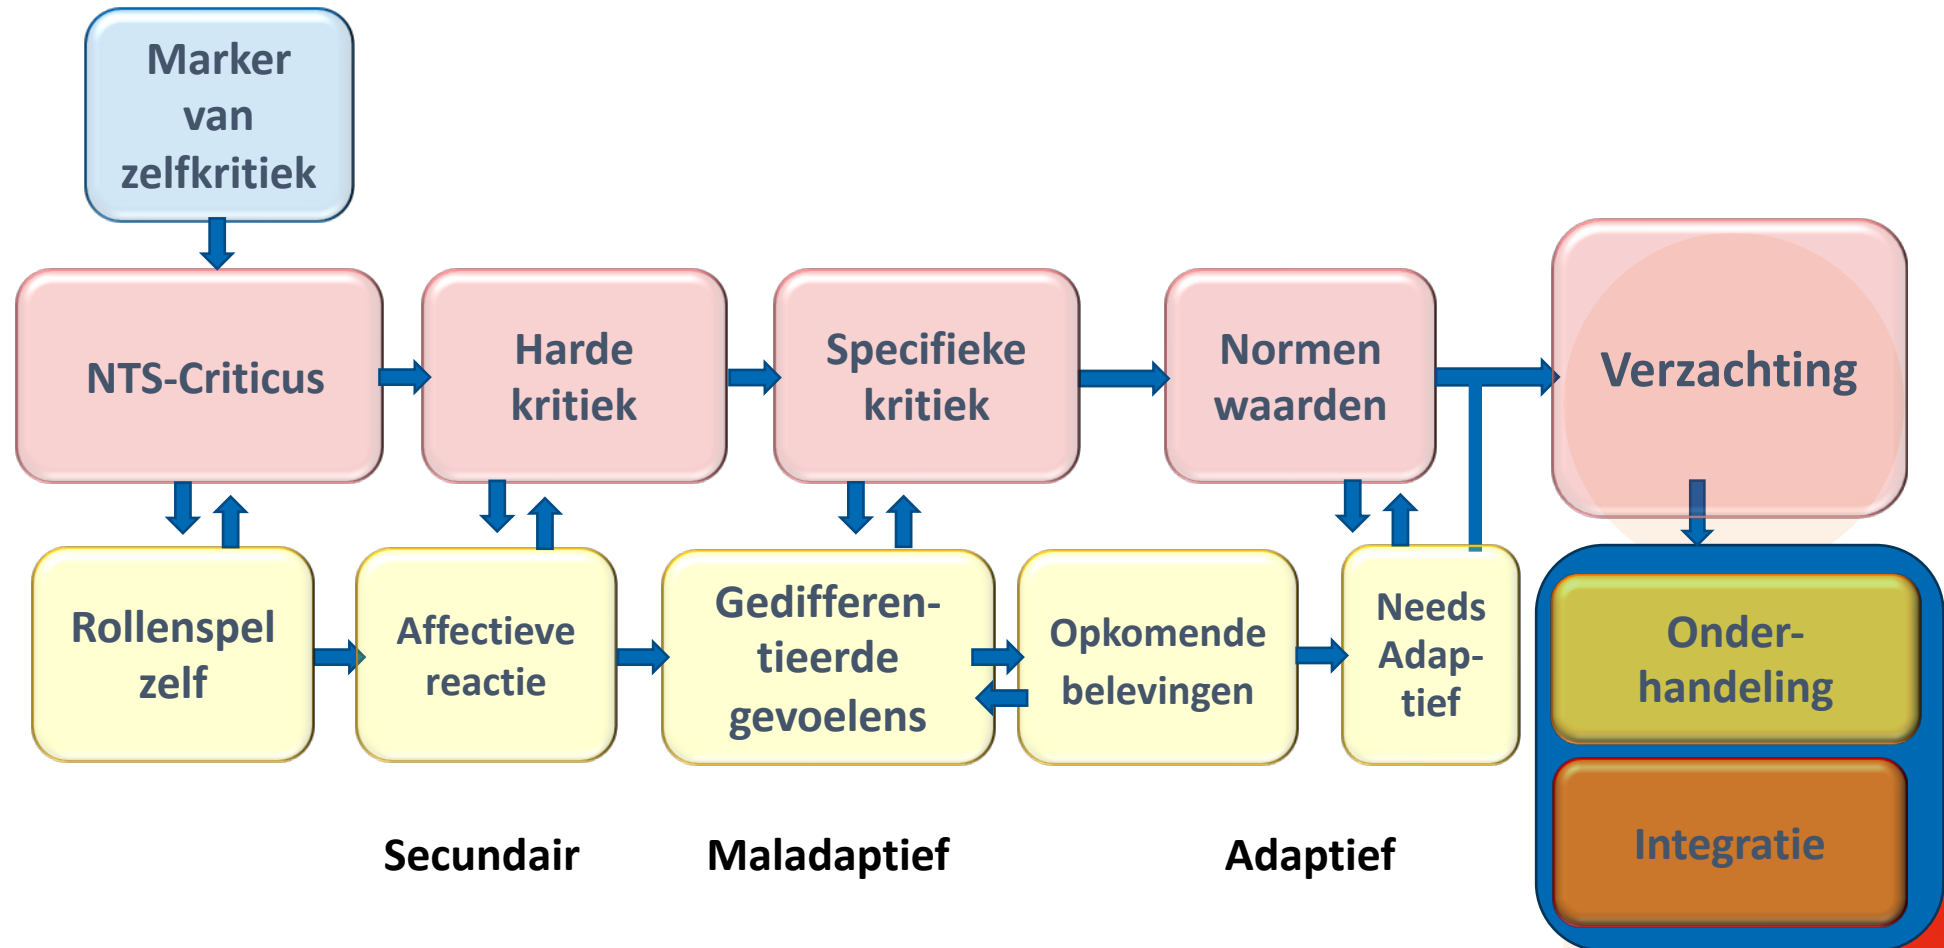 Marker
van
zelfkritiek
NTS-Criticus
Harde
kritiek
Specifieke
kritiek
Normen
waarden
Verzachting
Rollenspel
zelf
Affectieve
reactie
Gedifferen-
tieerde
gevoelens
Opkomende
belevingen
Needs
Adap-
tief
Onder-
handeling
Integratie
Secundair
Maladaptief
Adaptief